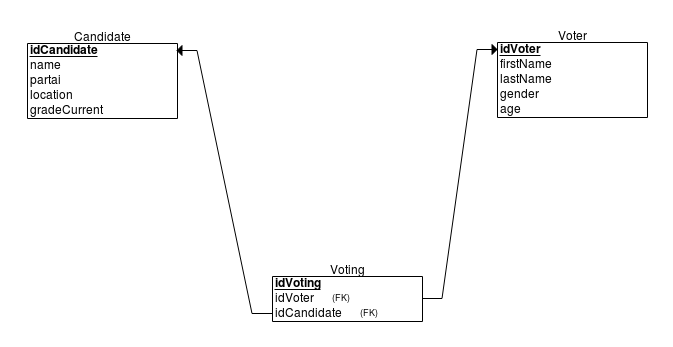 Candidate
idCandidate
name
partai
location
gradeCurrent
Voter
idVoter
firstName
lastName
gender
age
Voting
idVoting
idVoter (FK)
idCandidate (FK)